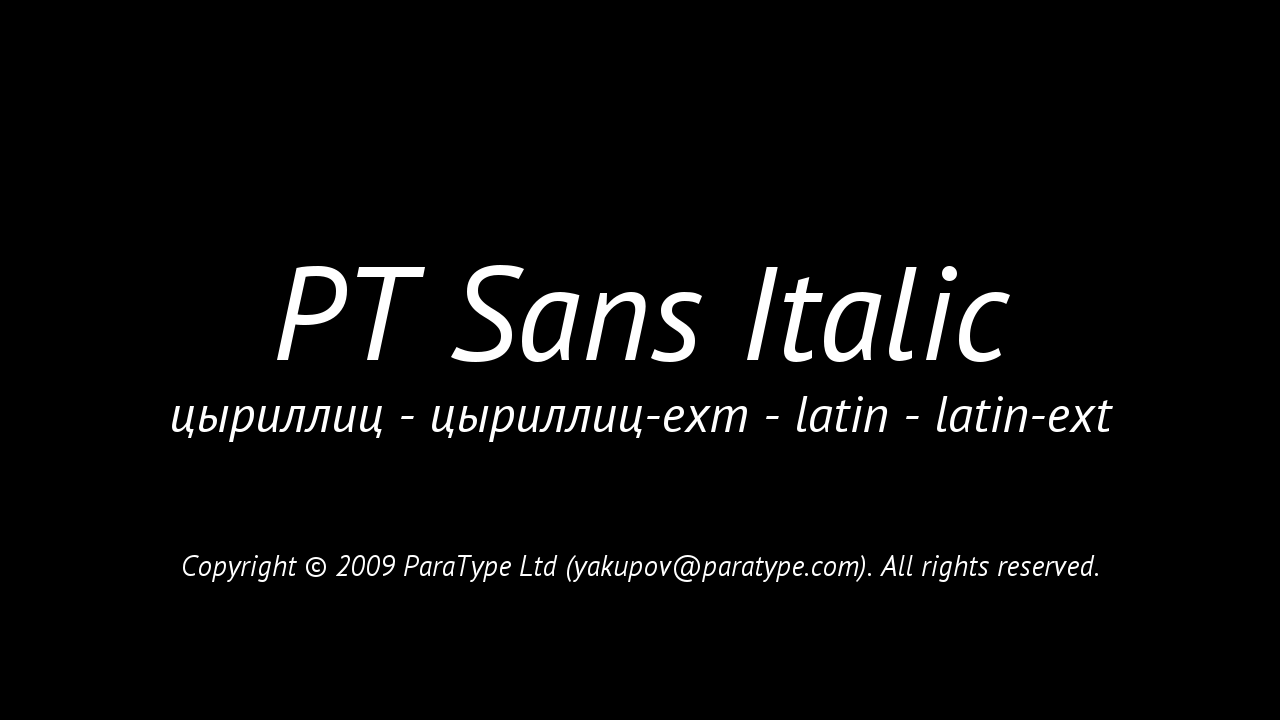 PT Sans Italic
цыриллиц - цыриллиц-ехт - latin - latin-ext
Copyright © 2009 ParaType Ltd (yakupov@paratype.com). All rights reserved.